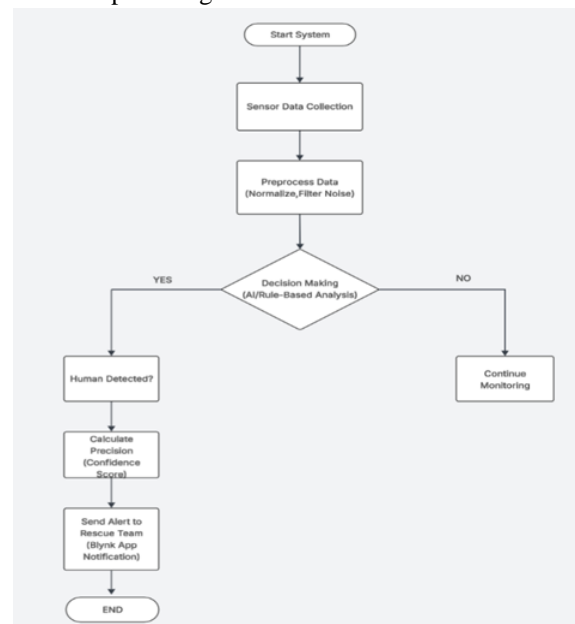 Start System
Sensor Data Collection
Preprocess Data
(Normalize,Filter Noise)
Decision Making
(AI/Rule-Based Analysis)
YES
NO
Human Detected?
Continue
Monitoring
Calculate
Precision
(Confidence
Score)
Send Alert to
Rescue Team
(Blynk App
Notification)
END